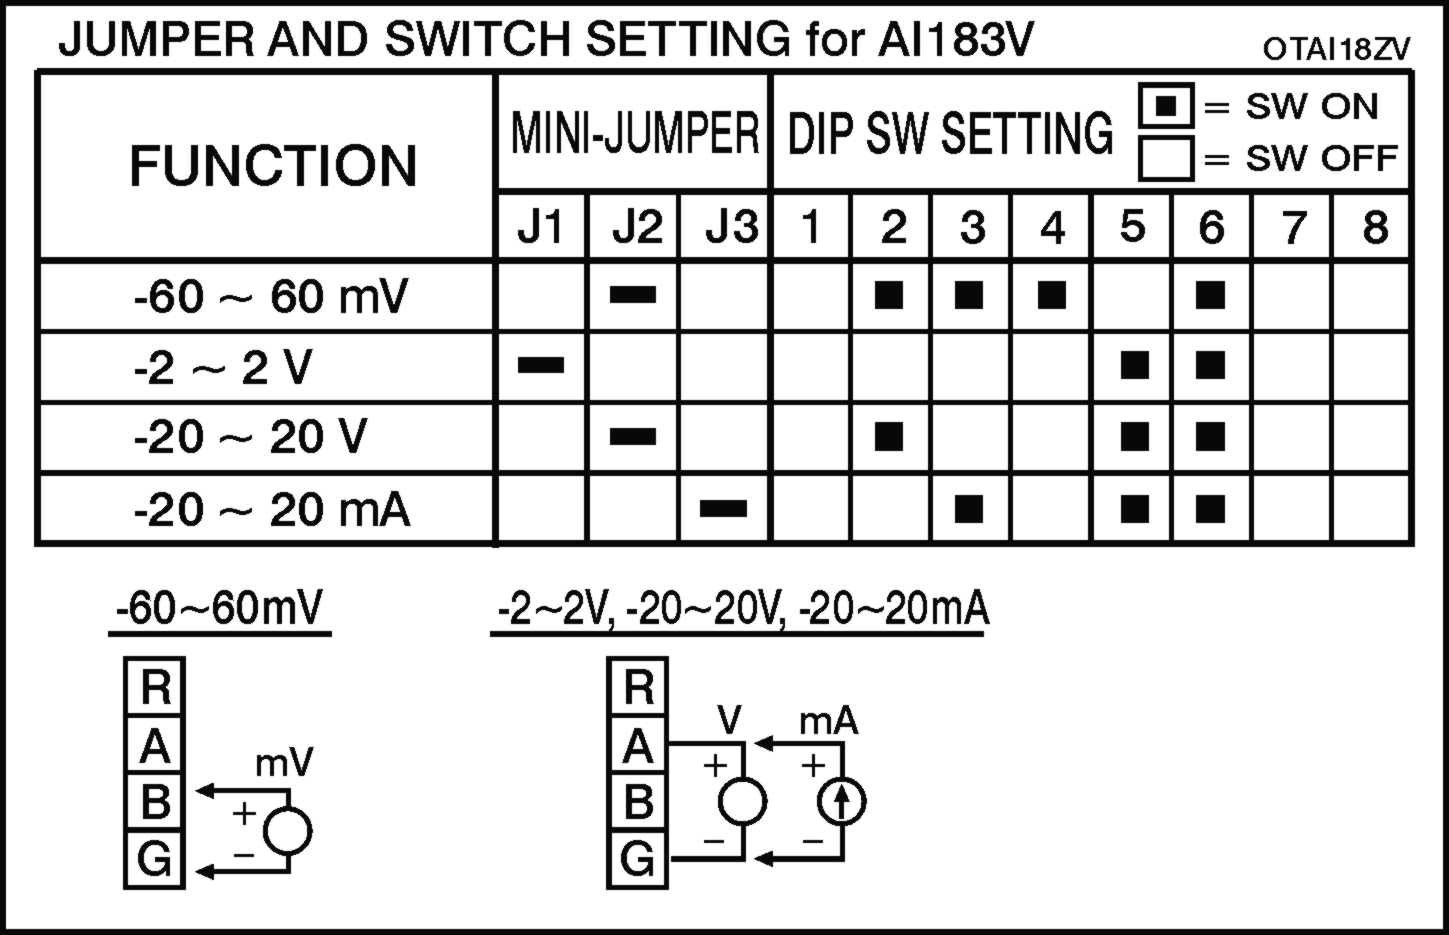 JUMPER AND SWITCH SETTING for AI183V
OTAI18ZV
FUNCTION
MINI-JUMPER
DIP SW SETTING
= SW ON
= SW OFF
J1 J2 J3 1 2 3 4 5 6 7 8
-60 ~ 60 mV
-2 ~ 2 V
-20 ~ 20 V
-20 ~ 20 mA
-60~60mV
R
A
B
G
mV
+
−
-2~2V, -20~20V, -20~20mA
R
A
B
G
V
+
−
mA
+
−